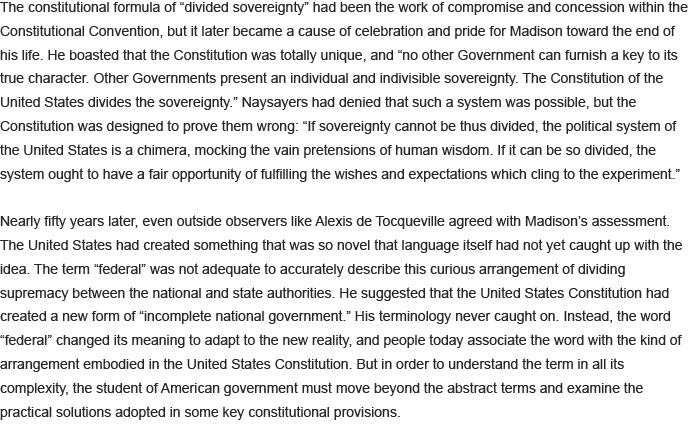 The constitutional formula of “divided sovereignty” had been the work of compromise and concession within the
Constitutional Convention, but it later became a cause of celebration and pride for Madison toward the end of
his life. He boasted that the Constitution was totally unique, and “no other Government can furnish a key to its
true character. Other Governments present an individual and indivisible sovereignty. The Constitution of the
United States divides the sovereignty.” Naysayers had denied that such a system was possible, but the
Constitution was designed to prove them wrong: “If sovereignty cannot be thus divided, the political system of
the United States is a chimera, mocking the vain pretensions of human wisdom. If it can be so divided, the
system ought to have a fair opportunity of fulfilling the wishes and expectations which cling to the experiment.”
Nearly fifty years later, even outside observers like Alexis de Tocqueville agreed with Madison’s assessment.
The United States had created something that was so novel that language itself had not yet caught up with the
idea. The term “federal” was not adequate to accurately describe this curious arrangement of dividing
supremacy between the national and state authorities. He suggested that the United States Constitution had
created a new form of “incomplete national government.” His terminology never caught on. Instead, the word
“federal” changed its meaning to adapt to the new reality, and people today associate the word with the kind of
arrangement embodied in the United States Constitution. But in order to understand the term in all its
complexity, the student of American government must move beyond the abstract terms and examine the
practical solutions adopted in some key constitutional provisions.